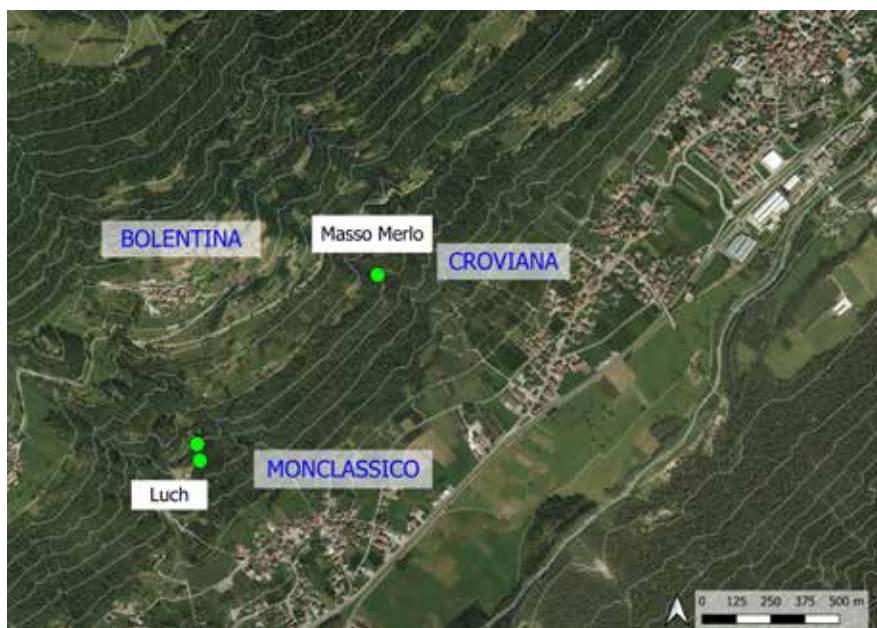 BOLENTINA
Masso Merlo
CROVIANA
MONCLASSICO
Luch
0 125 250 375 500 m